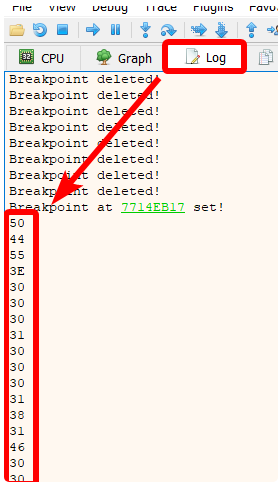 File View Debug Trace Plugins Favo
CPU Graph Log
Breakpoint deleted!
Breakpoint deleted!
Breakpoint deleted!
Breakpoint deleted!
Breakpoint deleted!
Breakpoint deleted!
Breakpoint deleted!
Breakpoint deleted!
Breakpoint at 7714EB17 set!
50
44
55
3E
30
30
30
31
30
30
30
31
38
31
46
30
30